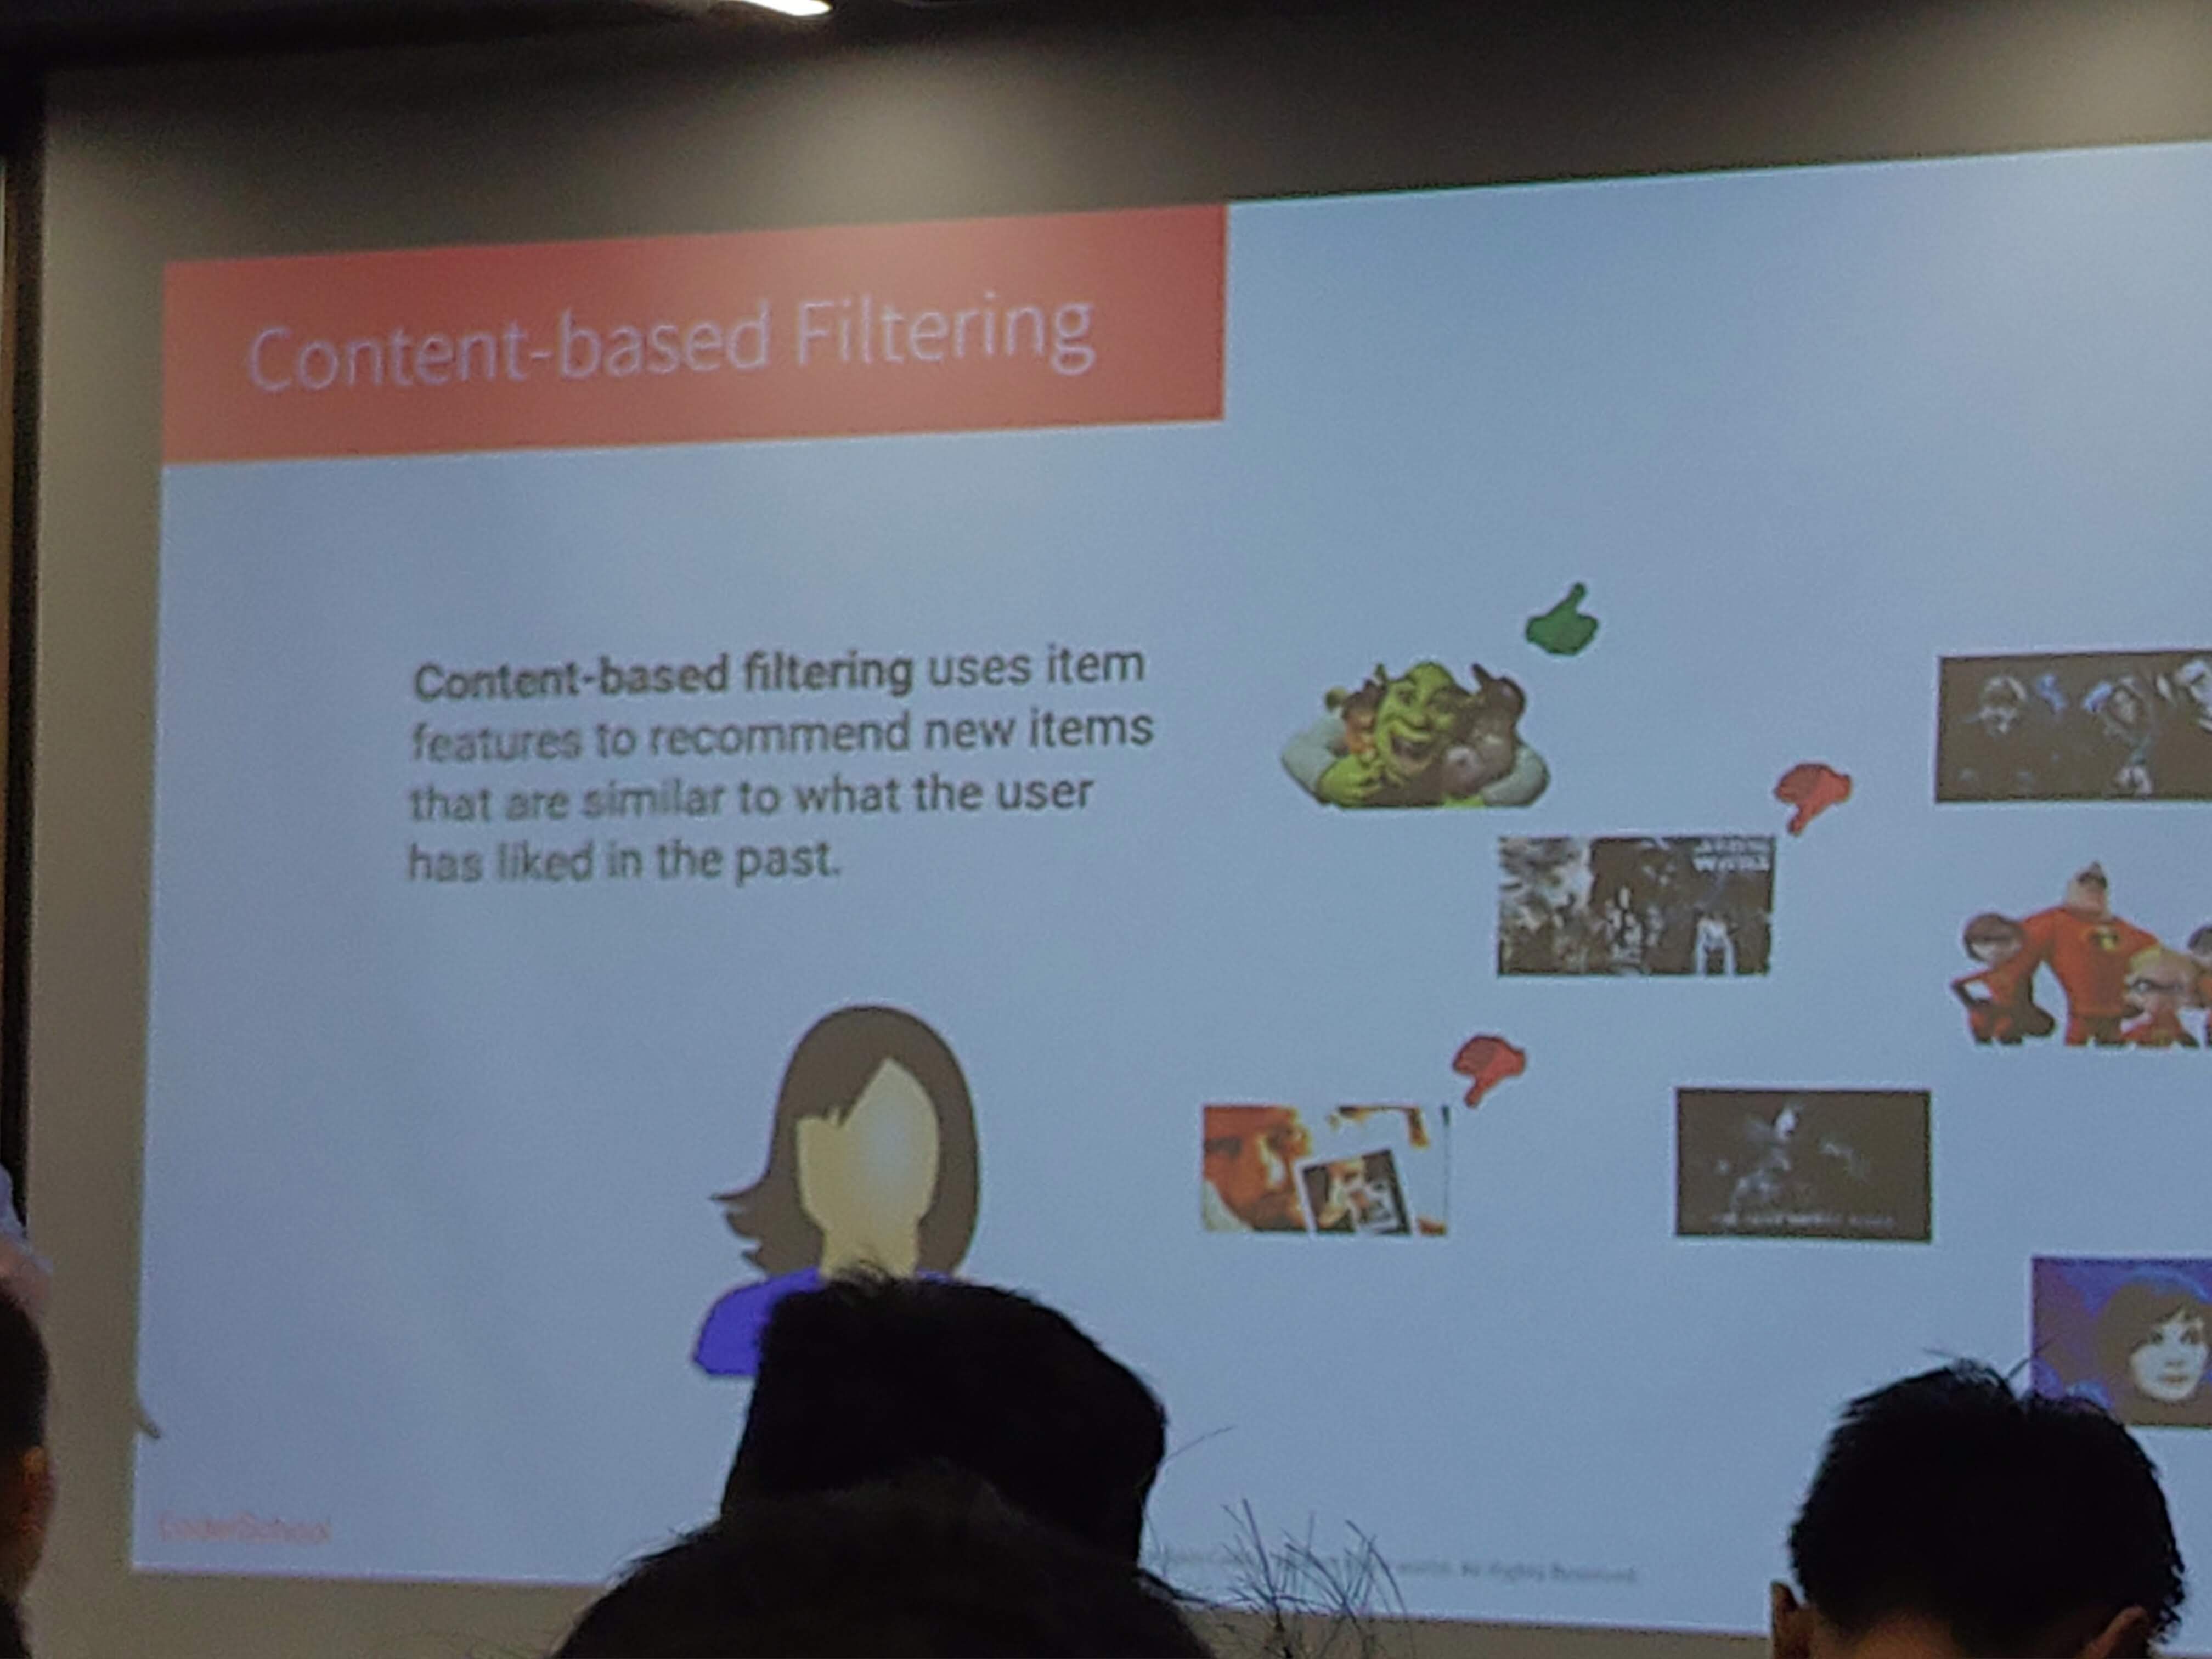 Content-based Filtering
Content-based filtering uses item
features to recommend new items
that are similar to what the user
has liked in the past.
CoderSchool
All Rights Reserved.